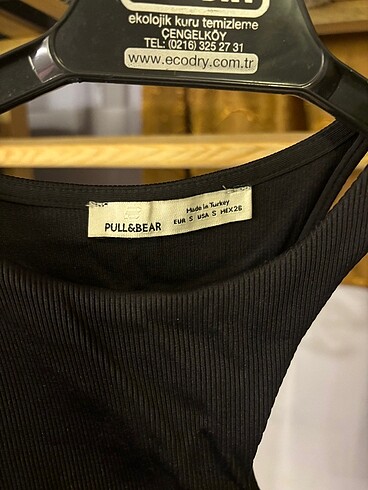 ekolojik kuru temizleme
ÇENGELKÖY
TEL: (0216) 325 27 31
www.ecodry.com.tr
PULL&BEAR
Made in Turkey
EUR S USA S MEX 26